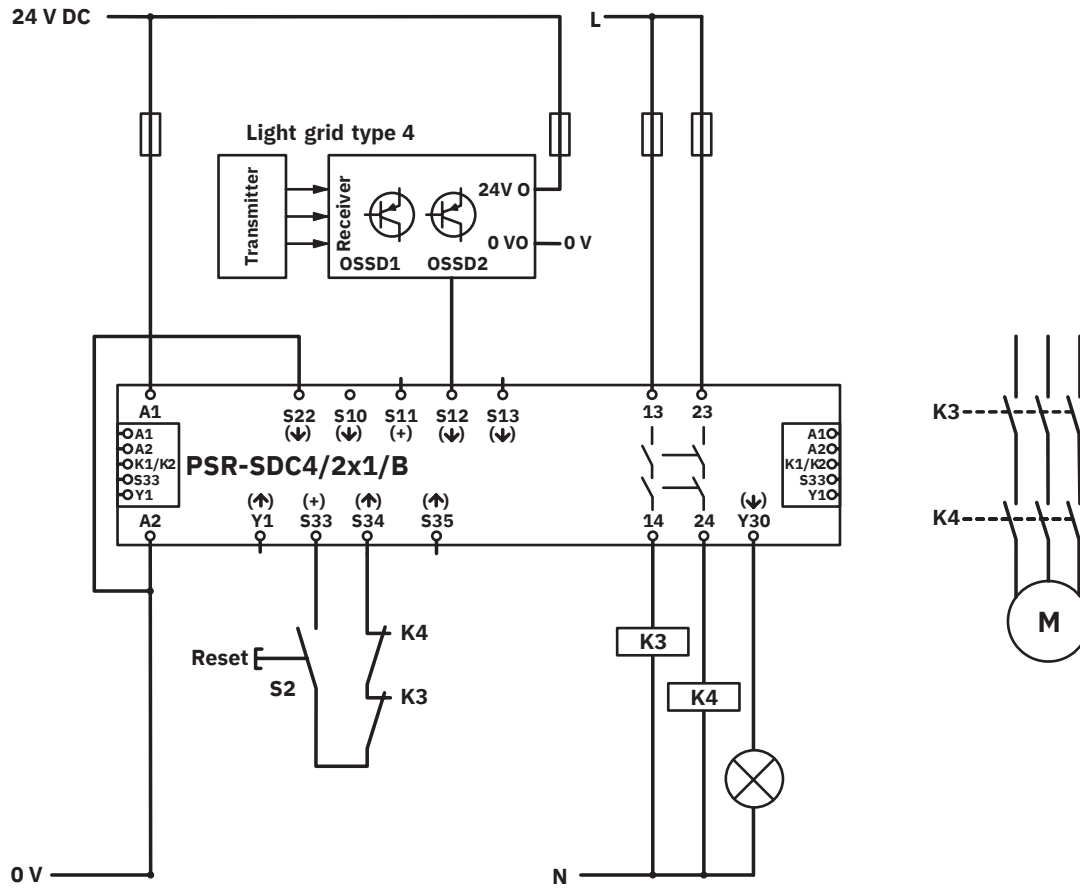 24 V DC
L
Light grid type 4
Transmitter
Receiver
24V O
0 VO
0 V
OSSD1
OSSD2
A1
S22
S10
S11
S12
S13
13
23
(↓)
(↓)
(+)
(↓)
(↓)
A1
A2
K1/K2
S33
Y1
PSR-SDC4/2x1/B
A1
A2
K1/K2
S33
Y1
(↑)
(+)
(↑)
(↑)
(↓)
A2
Y1
S33
S34
S35
14
24
Y30
K3
K4
M
Reset
S2
K4
K3
K3
K4
0 V
N